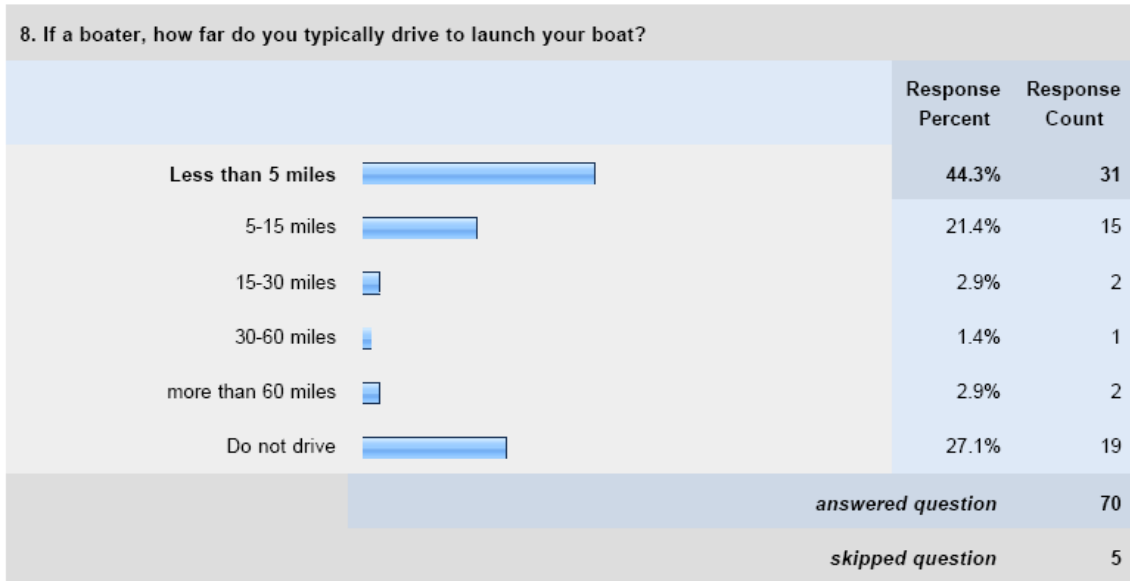 8. If a boater, how far do you typically drive to launch your boat?
Response Percent Response Count
Less than 5 miles 44.3% 31
5-15 miles 21.4% 15
15-30 miles 2.9% 2
30-60 miles 1.4% 1
more than 60 miles 2.9% 2
Do not drive 27.1% 19
answered question 70
skipped question 5